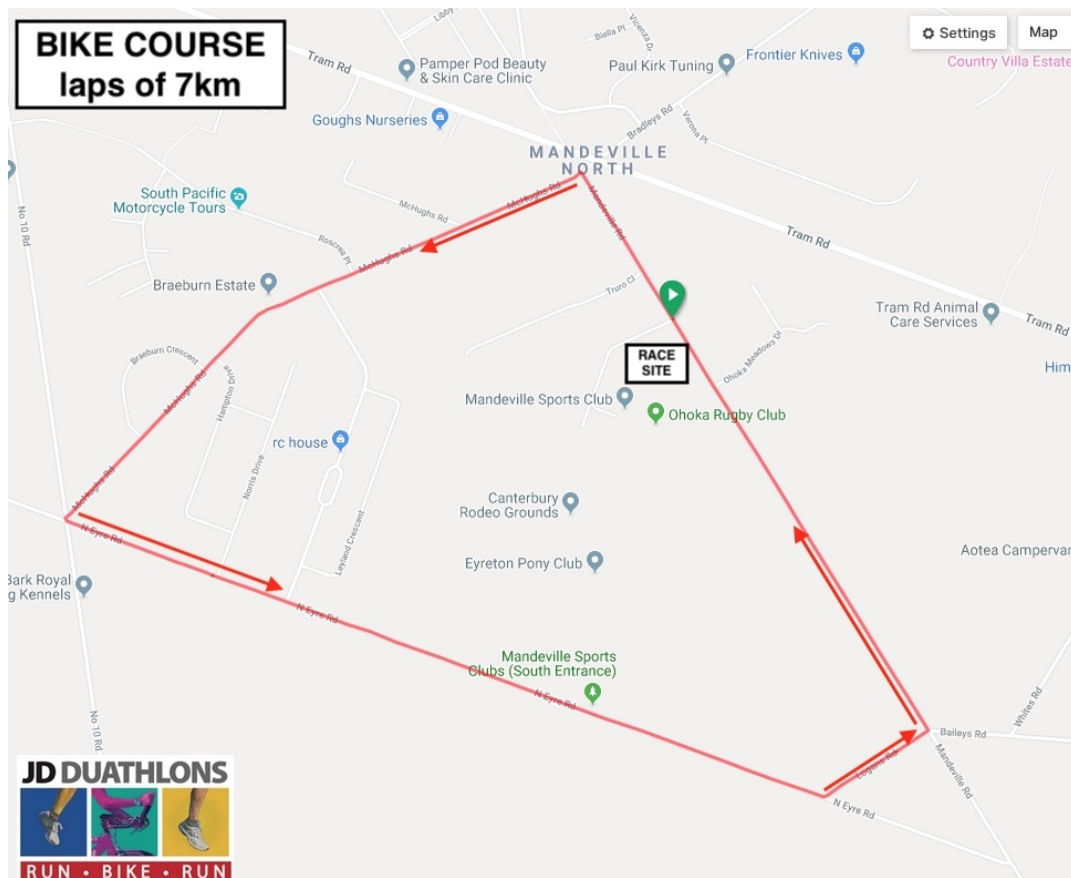 BIKE COURSE
laps of 7km
Libby
Tram Rd
Pamper Pod Beauty
& Skin Care Clinic
Biella Pl
Vicenza Dr
Paul Kirk Tuning
Frontier Knives
Settings
Map
Country Villa Estate
Goughs Nurseries
Bradleys Rd
Verona Pl
MANDEVILLE
NORTH
South Pacific
Motorcycle Tours
No 10 Rd
McHughs Rd
McHughs Rd
McHughs Rd
Mandeville Rd
Roscrea Pl
Tram Rd
Braeburn Estate
Truro Cl
Tram Rd Animal
Care Services
Tram Rd
RACE
SITE
Ohoka Meadows Dr
Him
Braeburn Crescent
McHughs Rd
Hampton Drive
Mandeville Sports Club
Ohoka Rugby Club
rc house
Norris Drive
McHughs Rd
Canterbury
Rodeo Grounds
Leyland Crescent
N Eyre Rd
Eyreton Pony Club
Aotea Campervan
Bark Royal
g Kennels
N Eyre Rd
Mandeville Sports
Clubs (South Entrance)
N Eyre Rd
No 10 Rd
Whites Rd
Baileys Rd
Logans Rd
Mandeville Rd
N Eyre Rd
JD DUATHLONS
RUN • BIKE • RUN